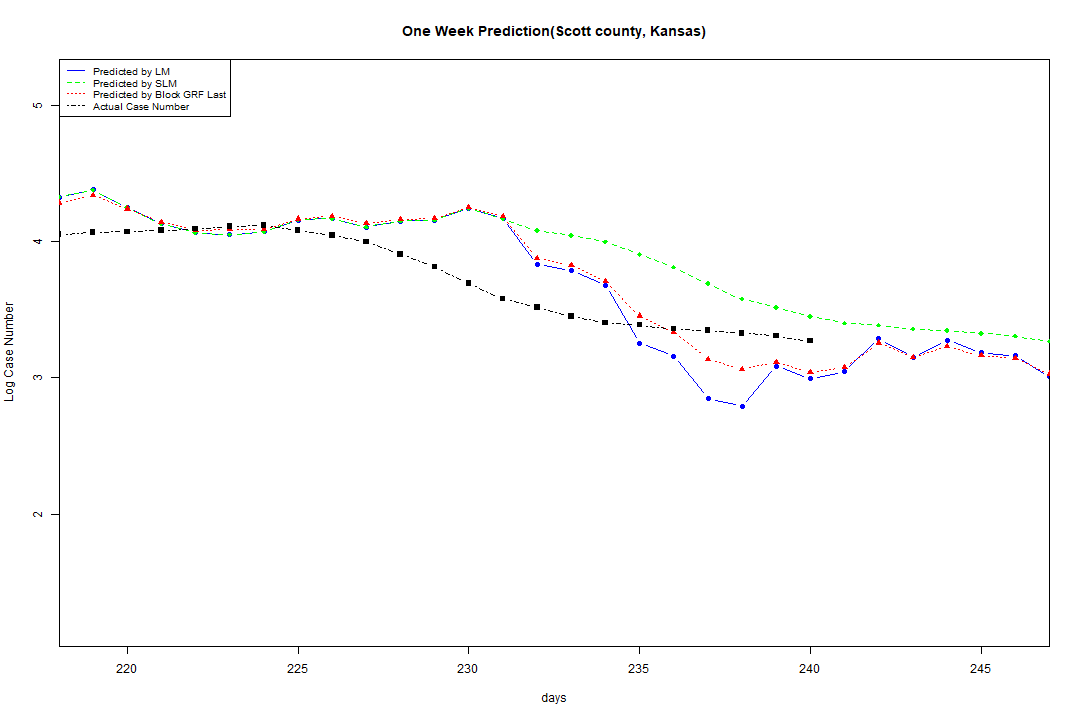 One Week Prediction(Scott county, Kansas)
Predicted by LM
Predicted by SLM
Predicted by Block GRF Last
Actual Case Number
5
4
3
2
Log Case Number
220 225 230 235 240 245
days